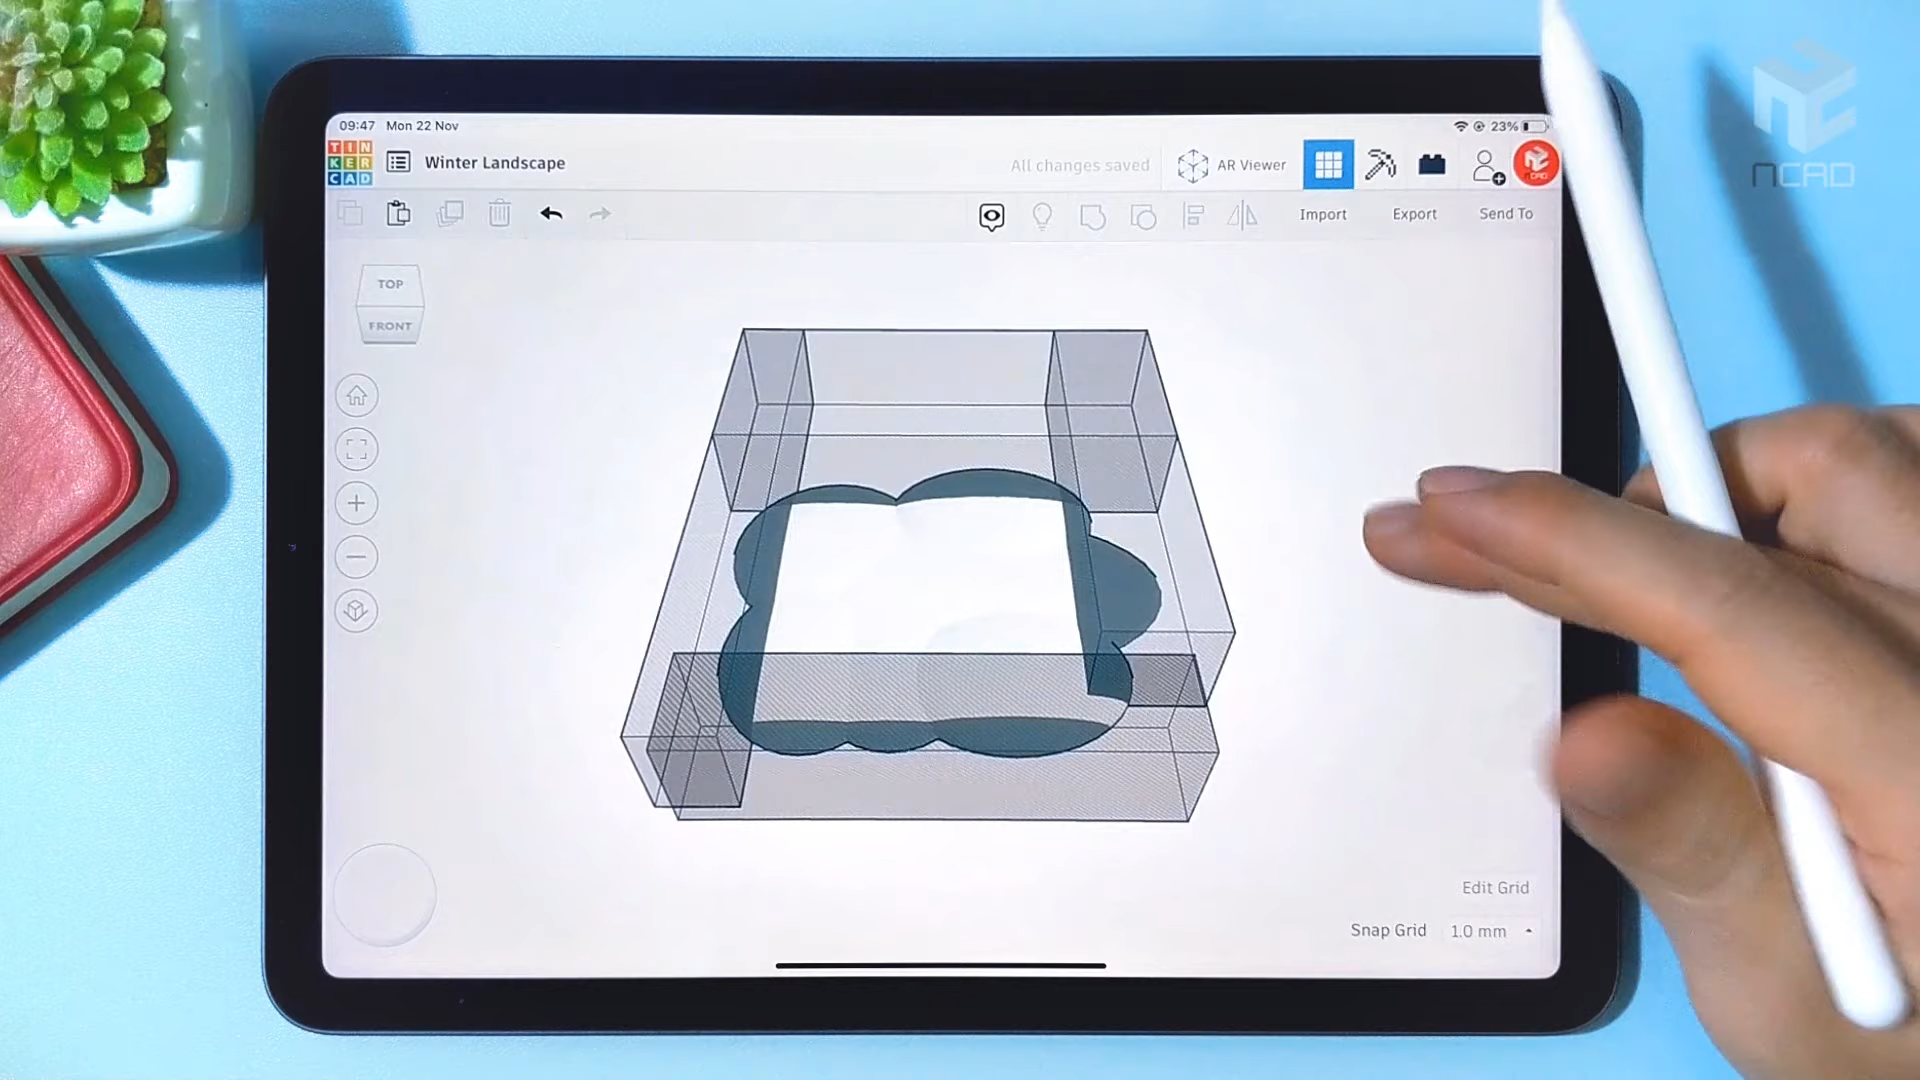 09:47 Mon 22 Nov
23%
TIN
KER
CAD
Winter Landscape
All changes saved
AR Viewer
NCAD
Import
Export
Send To
TOP
FRONT
Edit Grid
Snap Grid
1.0 mm